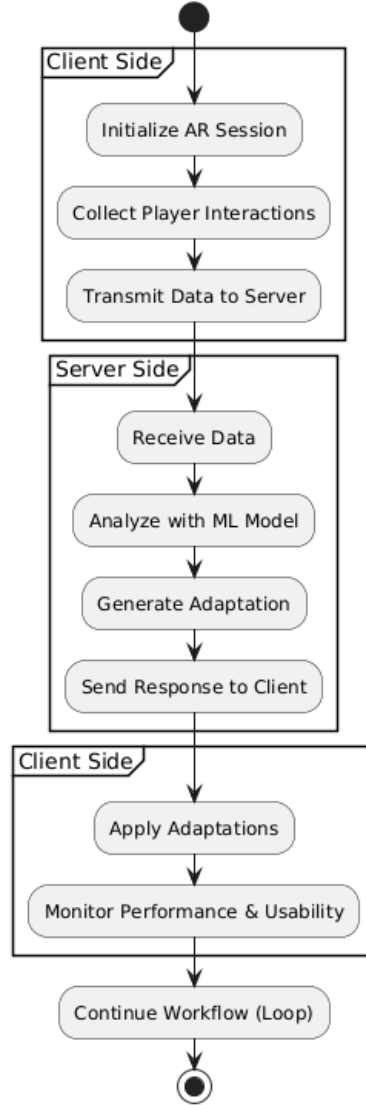 Client Side
Initialize AR Session
Collect Player Interactions
Transmit Data to Server
Server Side
Receive Data
Analyze with ML Model
Generate Adaptation
Send Response to Client
Client Side
Apply Adaptations
Monitor Performance & Usability
Continue Workflow (Loop)